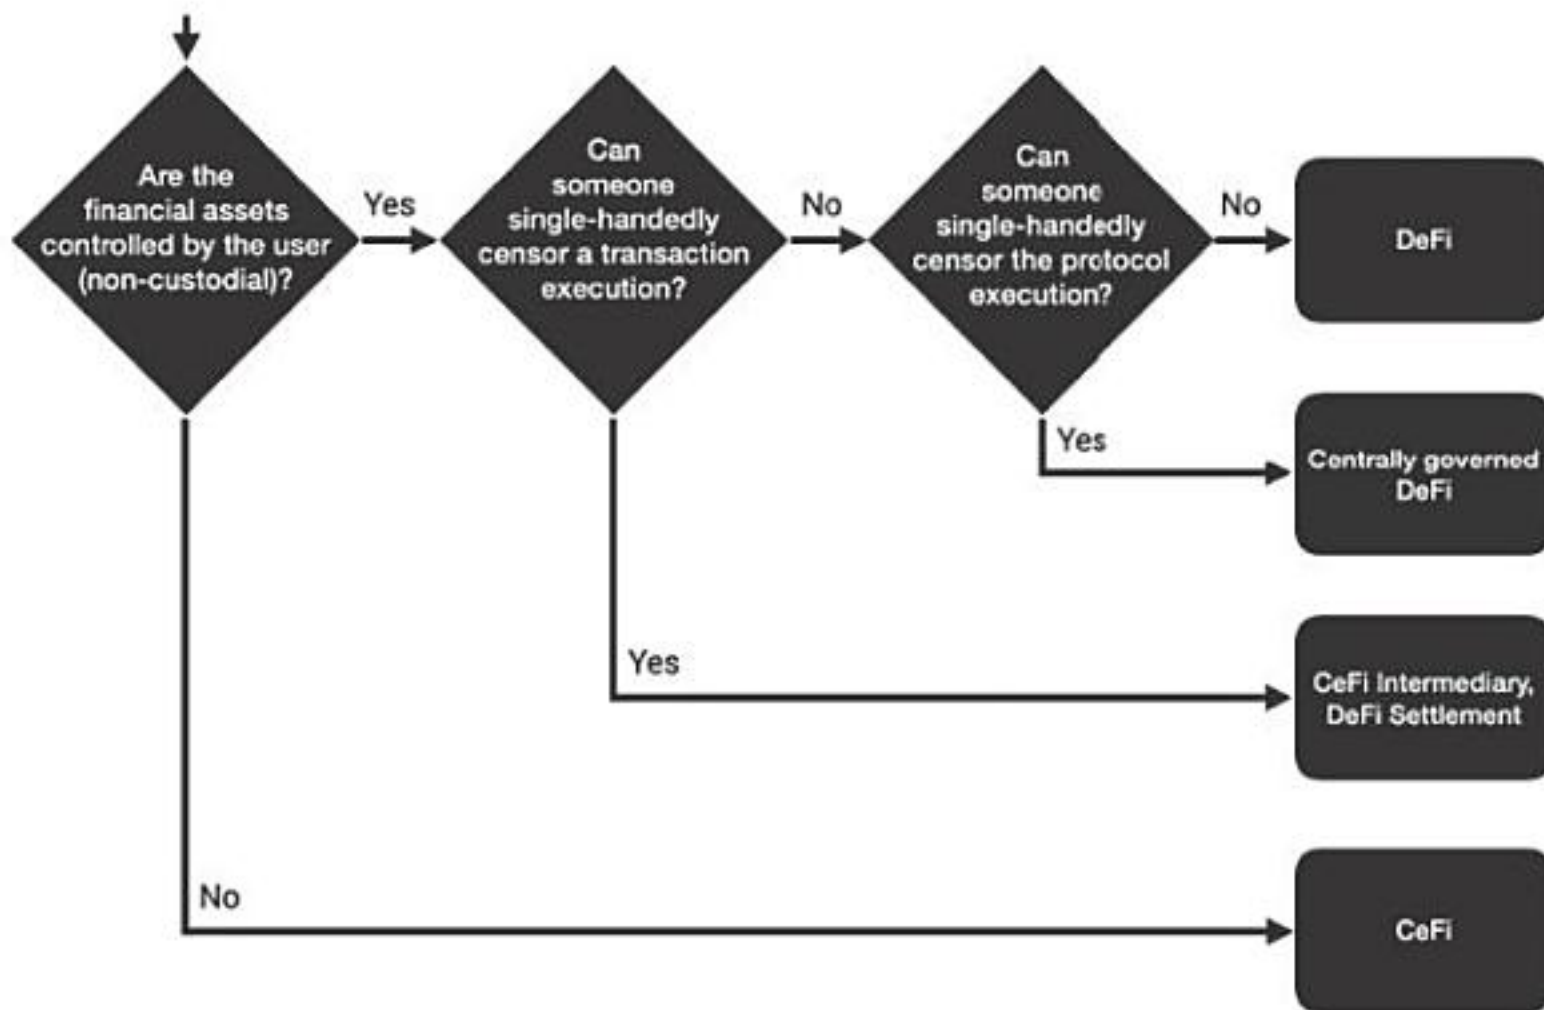 Are the
financial assets
controlled by the user
(non-custodial)?
Yes
Can
someone
single-handedly
censor a transaction
execution?
No
Can
someone
single-handedly
censor the protocol
execution?
No
DeFi
Yes
Centrally governed
DeFi
Yes
CeFi Intermediary,
DeFi Settlement
No
CeFi